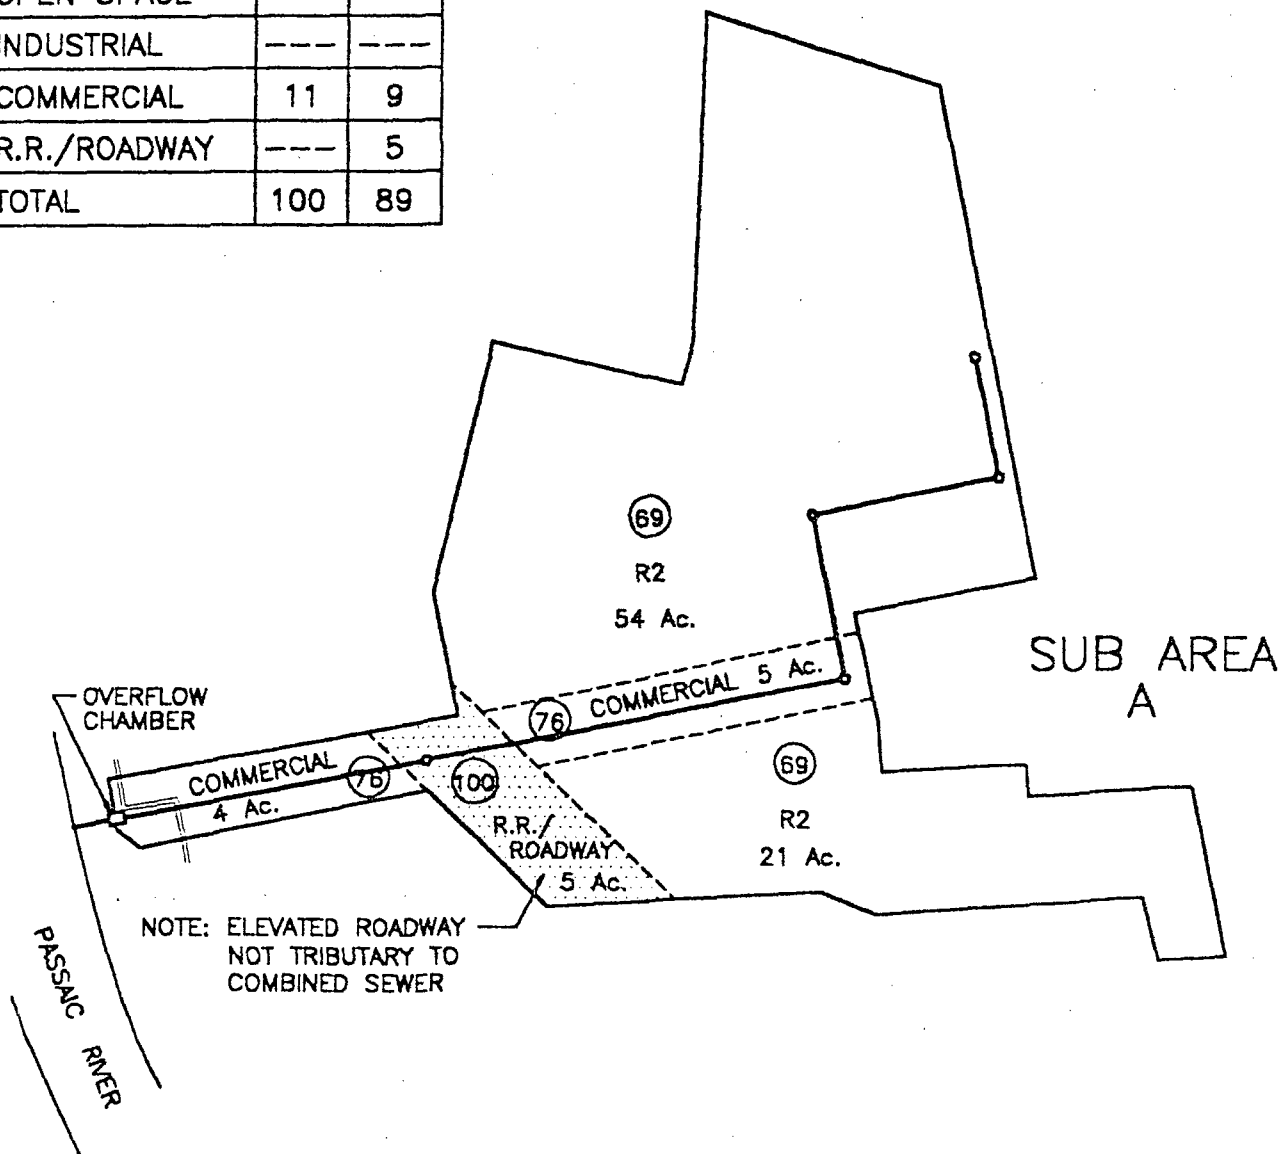 OPEN SPACE
INDUSTRIAL --- ---
COMMERCIAL 11 9
R.R./ROADWAY --- 5
TOTAL 100 89
69
R2
54 Ac.
SUB AREA
A
COMMERCIAL 5 Ac.
76
OVERFLOW
CHAMBER
COMMERCIAL
76
4 Ac.
100
R.R./
ROADWAY
5 Ac.
69
R2
21 Ac.
NOTE: ELEVATED ROADWAY
NOT TRIBUTARY TO
COMBINED SEWER
PASSAIC RIVER